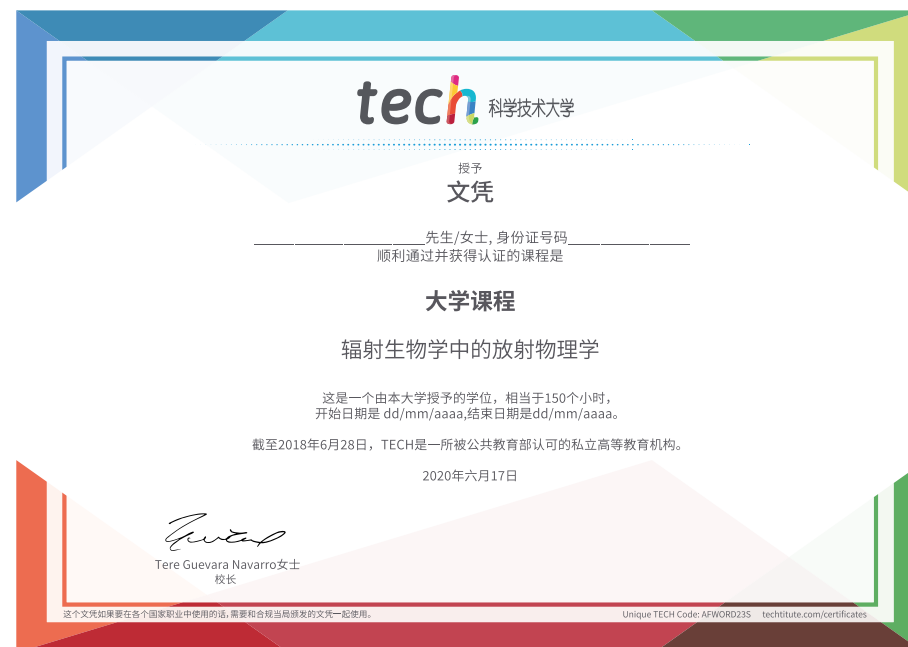 tech 科学技术大学
授予
文凭
____________________先生/女士, 身份证号码______________
顺利通过并获得认证的课程是
大学课程
辐射生物学中的放射物理学
这是一个由本大学授予的学位，相当于150个小时，
开始日期是 dd/mm/aaaa,结束日期是dd/mm/aaaa。
截至2018年6月28日，TECH是一所被公共教育部认可的私立高等教育机构。
2020年六月17日
Tere Guevara Navarro女士
校长
这个文凭如果要在各个国家职业中使用的话,需要和合规当局颁发的文凭一起使用。
Unique TECH Code: AFWORD23S techtitute.com/certificates